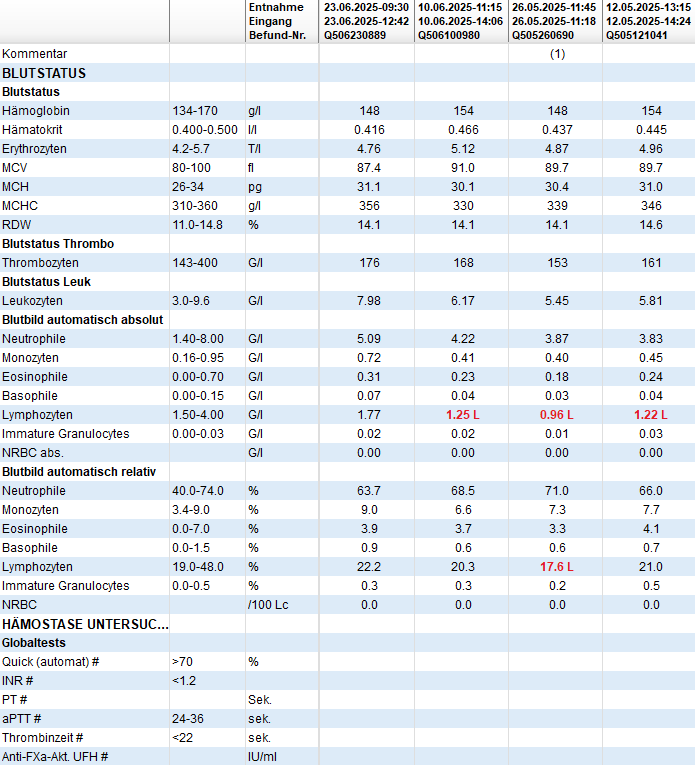 Entnahme 23.06.2025-09:30 10.06.2025-11:15 26.05.2025-11:45 12.05.2025-13:15
Eingang 23.06.2025-12:42 10.06.2025-14:06 26.05.2025-11:18 12.05.2025-14:24
Befund-Nr. Q506230889 Q506100980 Q505260690 Q505121041
Kommentar (1)
BLUTSTATUS
Blutstatus
Hämoglobin 134-170 g/l 148 154 148 154
Hämatokrit 0.400-0.500 l/l 0.416 0.466 0.437 0.445
Erythrozyten 4.2-5.7 T/l 4.76 5.12 4.87 4.96
MCV 80-100 fl 87.4 91.0 89.7 89.7
MCH 26-34 pg 31.1 30.1 30.4 31.0
MCHC 310-360 g/l 356 330 339 346
RDW 11.0-14.8 % 14.1 14.1 14.1 14.6
Blutstatus Thrombo
Thrombozyten 143-400 G/l 176 168 153 161
Blutstatus Leuk
Leukozyten 3.0-9.6 G/l 7.98 6.17 5.45 5.81
Blutbild automatisch absolut
Neutrophile 1.40-8.00 G/l 5.09 4.22 3.87 3.83
Monozyten 0.16-0.95 G/l 0.72 0.41 0.40 0.45
Eosinophile 0.00-0.70 G/l 0.31 0.23 0.18 0.24
Basophile 0.00-0.15 G/l 0.07 0.04 0.03 0.04
Lymphozyten 1.50-4.00 G/l 1.77 1.25 L 0.96 L 1.22 L
Immature Granulocytes 0.00-0.03 G/l 0.02 0.02 0.01 0.03
NRBC abs. G/l 0.00 0.00 0.00 0.00
Blutbild automatisch relativ
Neutrophile 40.0-74.0 % 63.7 68.5 71.0 66.0
Monozyten 3.4-9.0 % 9.0 6.6 7.3 7.7
Eosinophile 0.0-7.0 % 3.9 3.7 3.3 4.1
Basophile 0.0-1.5 % 0.9 0.6 0.6 0.7
Lymphozyten 19.0-48.0 % 22.2 20.3 17.6 L 21.0
Immature Granulocytes 0.0-0.5 % 0.3 0.3 0.2 0.5
NRBC /100 Lc 0.0 0.0 0.0 0.0
HÄMOSTASE UNTERSUC...
Globaltests
Quick (automat) # >70 %
INR # <1.2
PT # Sek.
aPTT # 24-36 sek.
Thrombinzeit # <22 sek.
Anti-FXa-Akt. UFH # IU/ml